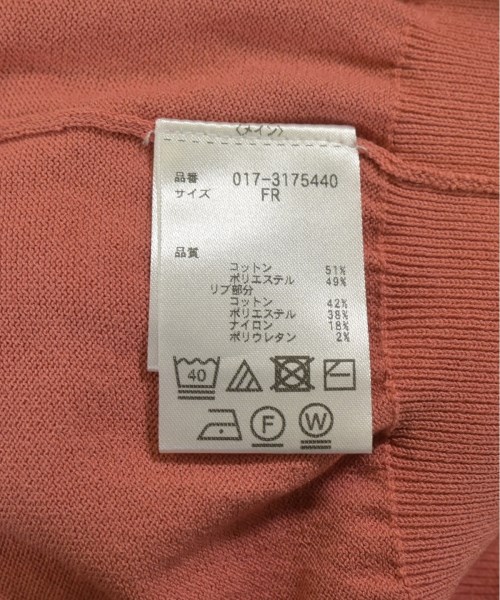 〈メイン〉
品番 017-3175440
サイズ FR
品質
コットン 51%
ポリエステル 49%
リブ部分
コットン 42%
ポリエステル 38%
ナイロン 18%
ポリウレタン 2%
40
F W